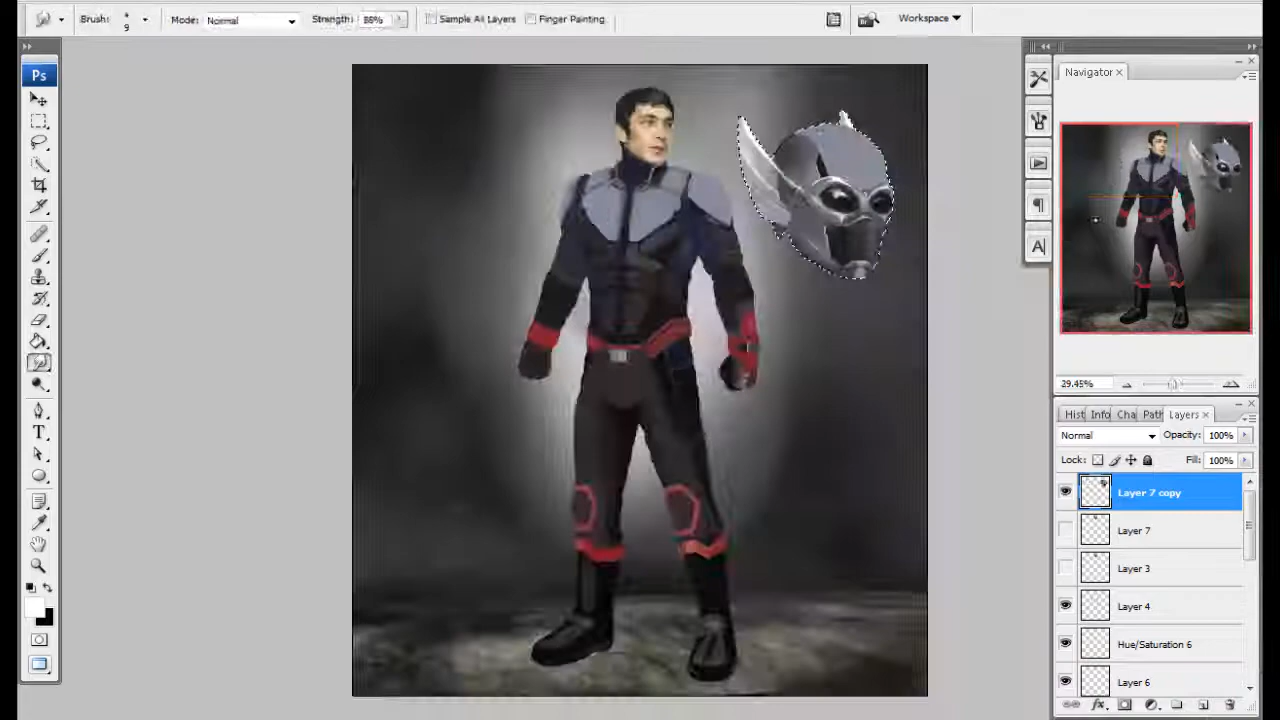 Brush: 9 Mode: Normal Strength: 86% Sample All Layers Finger Painting Workspace
Ps
Navigator
29.45%
Hist Info Cha Path Layers
Normal Opacity: 100%
Lock: Fill: 100%
Layer 7 copy
Layer 7
Layer 3
Layer 4
Hue/Saturation 6
Layer 6
T
A